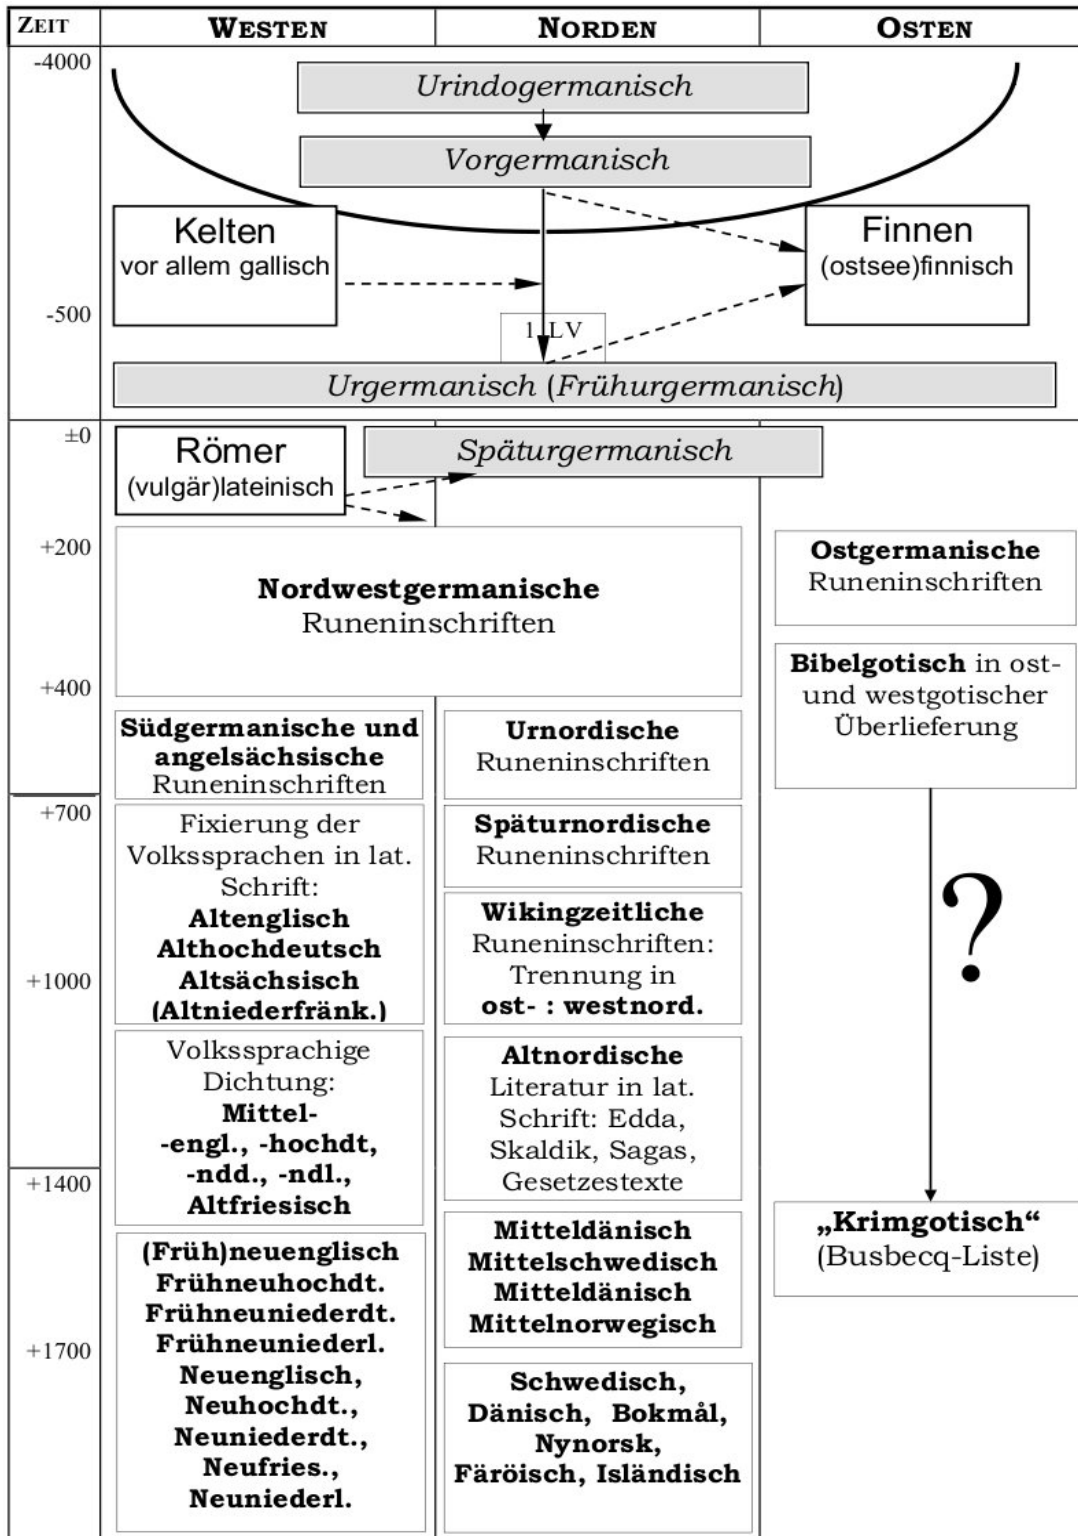 ZEIT
WESTEN
NORDEN
OSTEN
-4000
Urindogermanisch
Vorgermanisch
Kelten
vor allem gallisch
Finnen
(ostsee)finnisch
-500
1. LV
Urgermanisch (Frühurgermanisch)
±0
Römer
(vulgär)lateinisch
Späturgermanisch
+200
Nordwestgermanische
Runeninschriften
Ostgermanische
Runeninschriften
+400
Bibelgotisch in ost-
und westgotischer
Überlieferung
Südgermanische und
angelsächsische
Runeninschriften
Urnordische
Runeninschriften
+700
Fixierung der
Volkssprachen in lat.
Schrift:
Altenglisch
Althochdeutsch
Altsächsisch
(Altniederfränk.)
Späturnordische
Runeninschriften
Wikingzeitliche
Runeninschriften:
Trennung in
ost- : westnord.
?
+1000
Volkssprachige
Dichtung:
Mittel-
-engl., -hochdt,
-ndd., -ndl.,
Altfriesisch
Altnordische
Literatur in lat.
Schrift: Edda,
Skaldik, Sagas,
Gesetzestexte
+1400
„Krimgotisch“
(Busbecq-Liste)
(Früh)neuenglisch
Frühneuhochdt.
Frühneuniederdt.
Frühneuniederl.
Neuenglisch,
Neuhochdt.,
Neuniederdt.,
Neufries.,
Neuniederl.
Mitteldänisch
Mittelschwedisch
Mitteldänisch
Mittelnorwegisch
+1700
Schwedisch,
Dänisch, Bokmål,
Nynorsk,
Färöisch, Isländisch